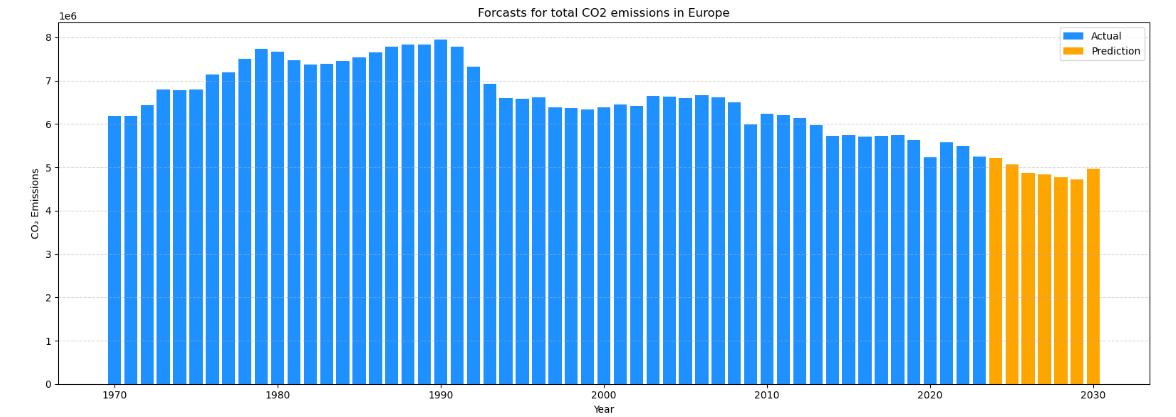 Forcasts for total CO2 emissions in Europe
1e6
Actual
Prediction
8
7
6
5
4
3
2
1
0
CO₂ Emissions
1970 1980 1990 2000 2010 2020 2030
Year